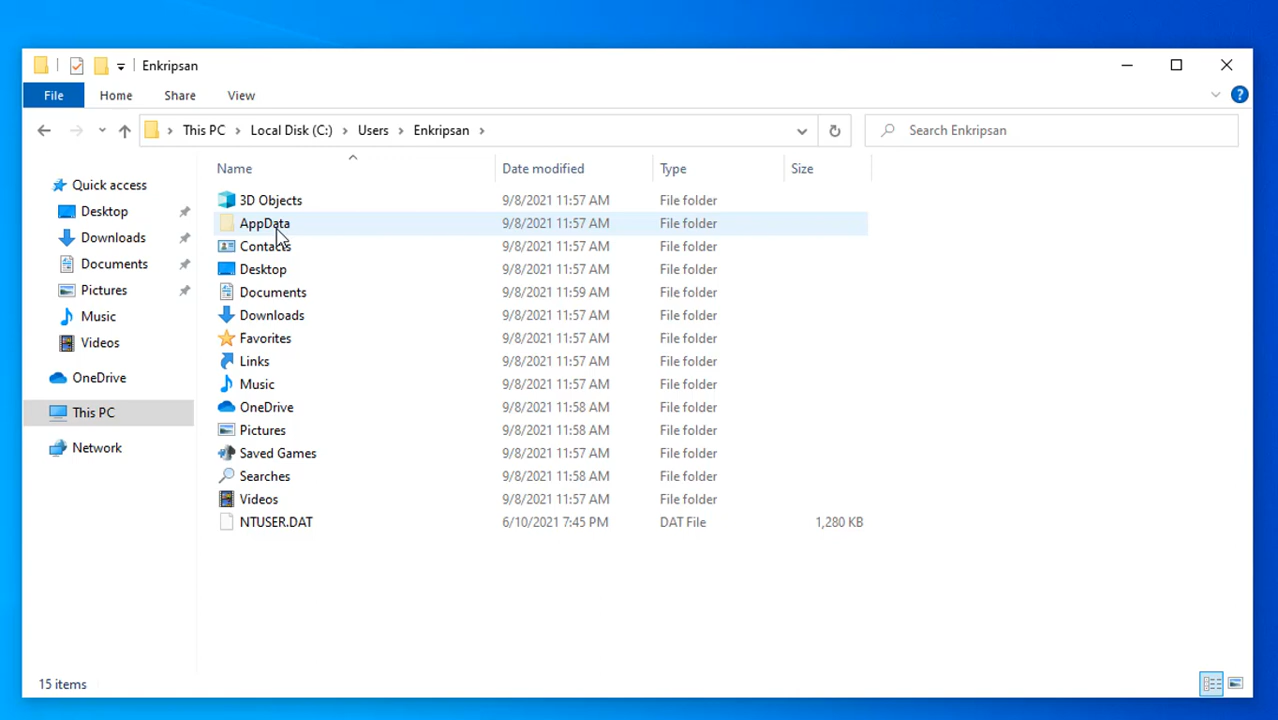 Enkripsan
File Home Share View
This PC Local Disk (C:) Users Enkripsan Search Enkripsan
Quick access
Desktop
Downloads
Documents
Pictures
Music
Videos
OneDrive
This PC
Network
Name Date modified Type Size
3D Objects 9/8/2021 11:57 AM File folder
AppData 9/8/2021 11:57 AM File folder
Contacts 9/8/2021 11:57 AM File folder
Desktop 9/8/2021 11:57 AM File folder
Documents 9/8/2021 11:59 AM File folder
Downloads 9/8/2021 11:57 AM File folder
Favorites 9/8/2021 11:57 AM File folder
Links 9/8/2021 11:57 AM File folder
Music 9/8/2021 11:57 AM File folder
OneDrive 9/8/2021 11:58 AM File folder
Pictures 9/8/2021 11:58 AM File folder
Saved Games 9/8/2021 11:57 AM File folder
Searches 9/8/2021 11:58 AM File folder
Videos 9/8/2021 11:57 AM File folder
NTUSER.DAT 6/10/2021 7:45 PM DAT File 1,280 KB
15 items